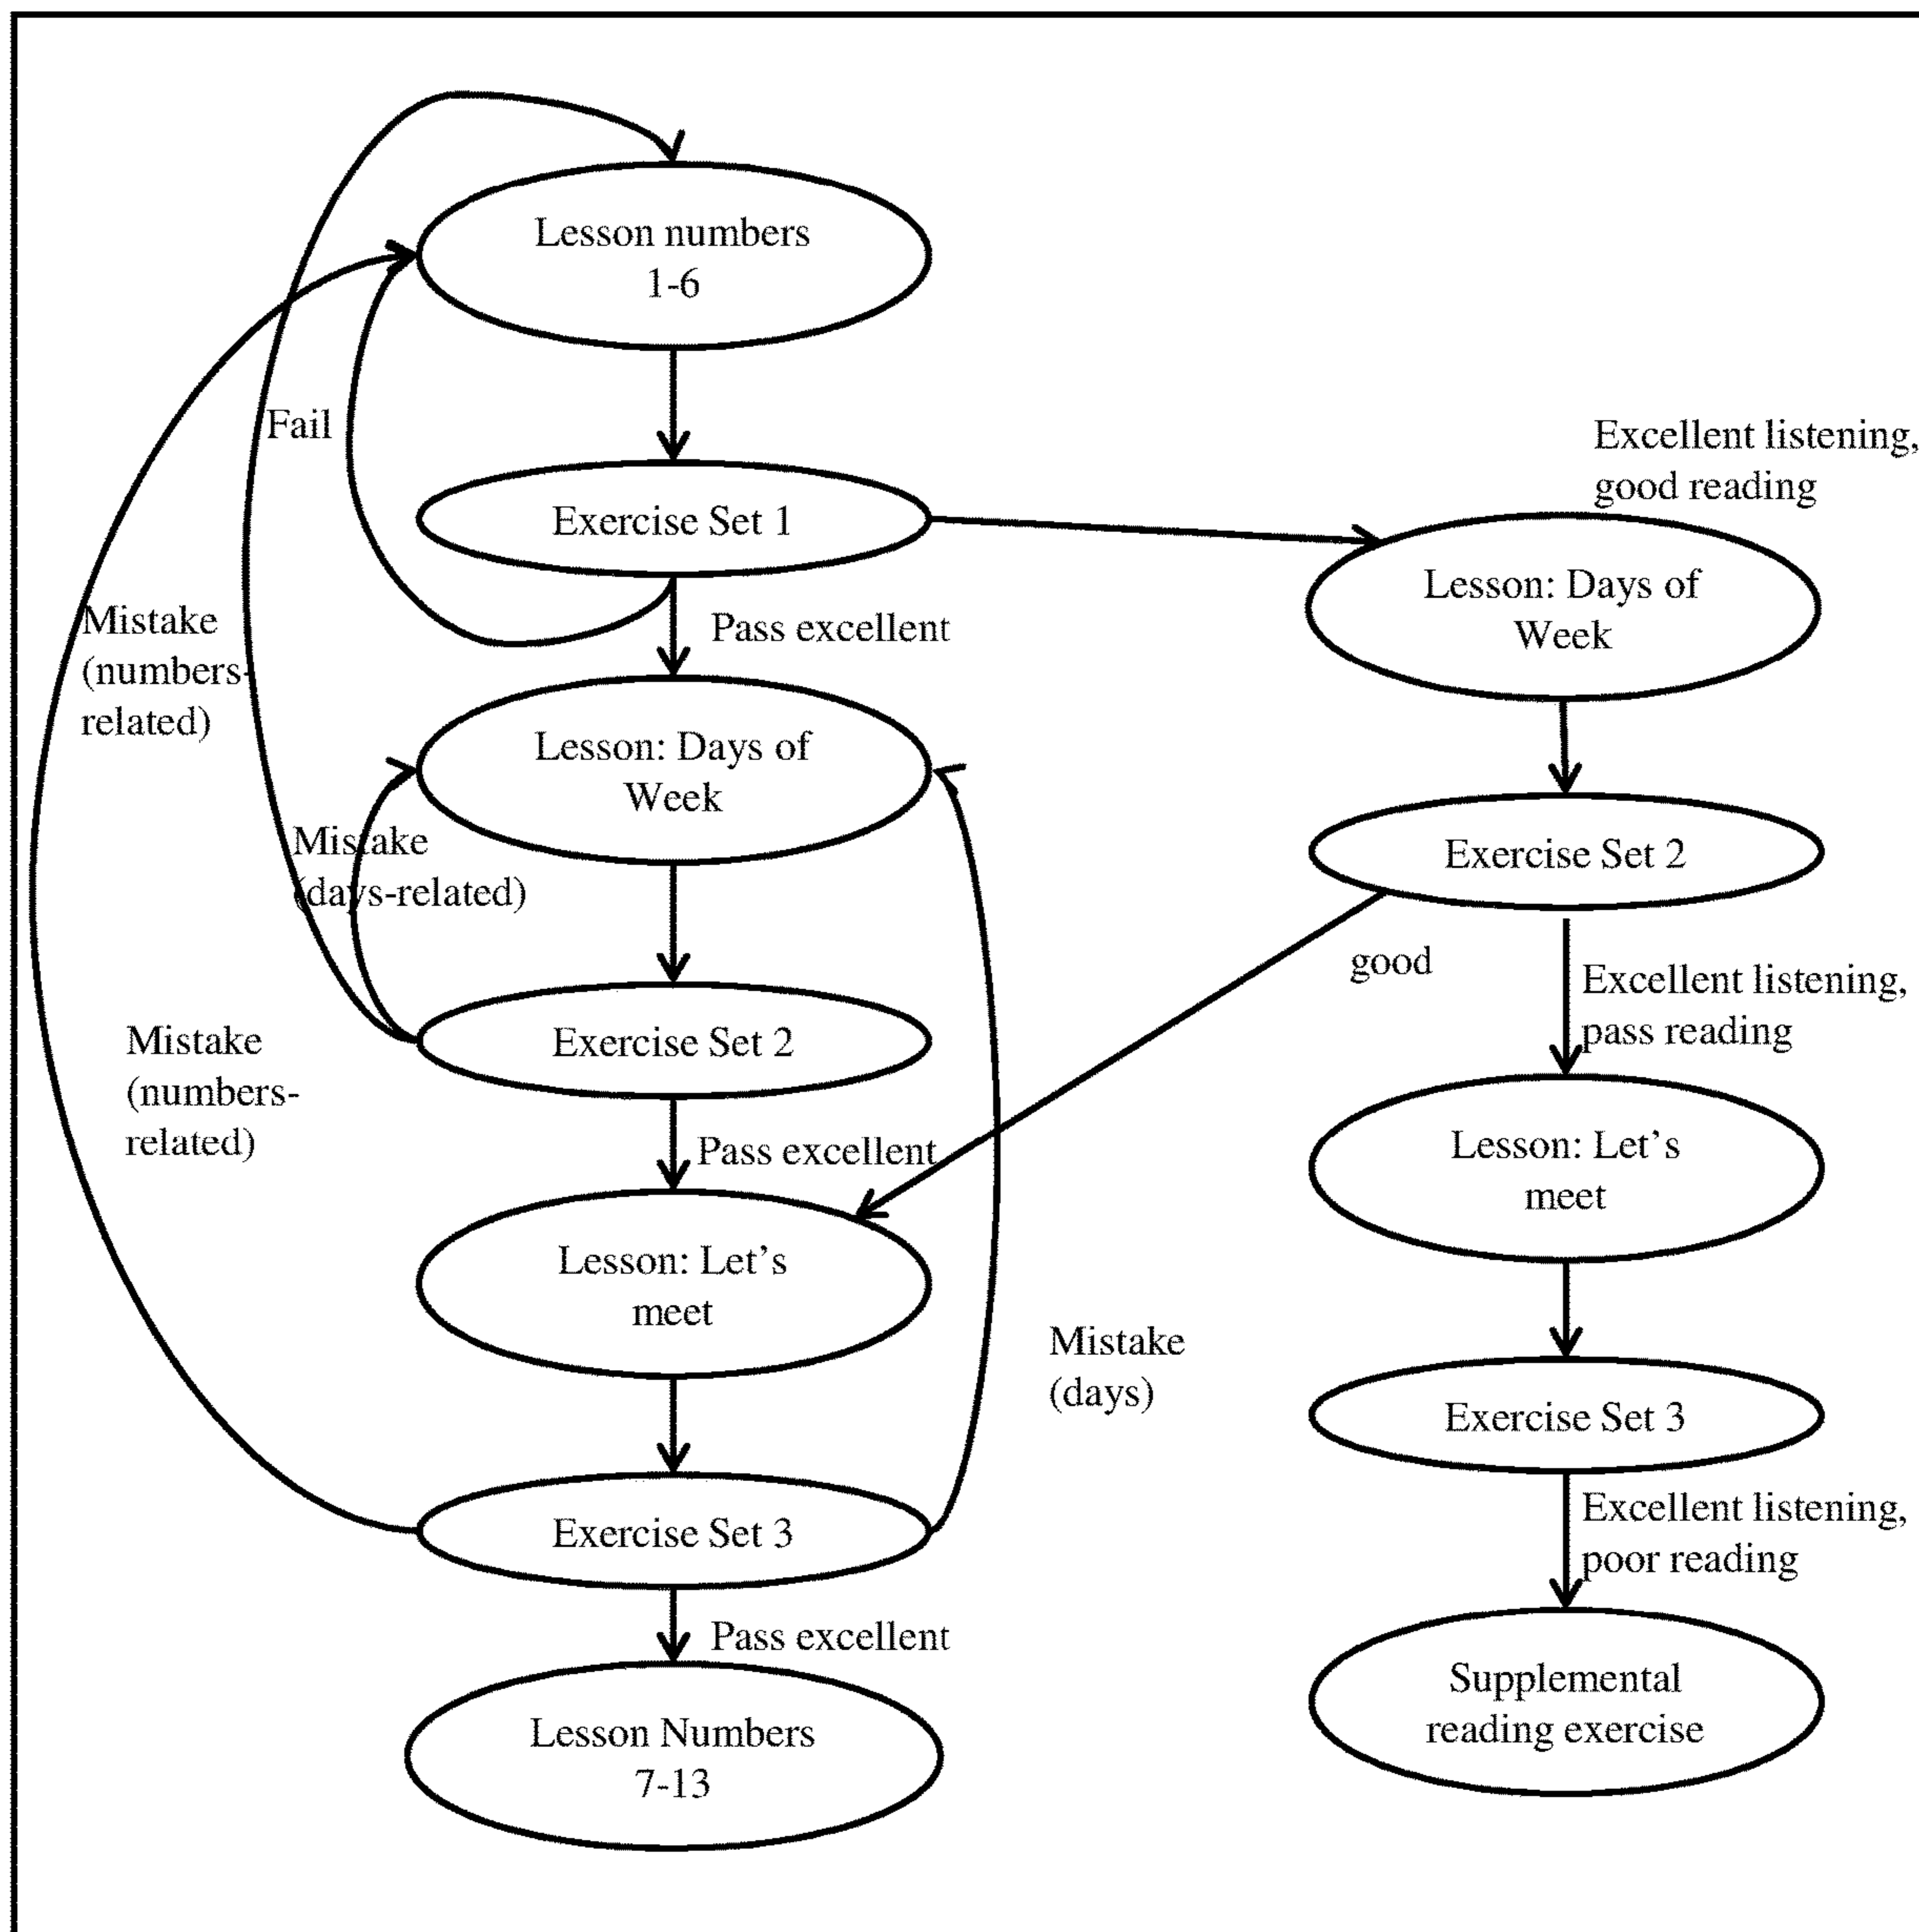 Lesson numbers
1-6
Fail
Exercise Set 1
Excellent listening,
good reading
Pass excellent
Lesson: Days of
Week
Mistake
(numbers-
related)
Lesson: Days of
Week
Mistake
(days-related)
Exercise Set 2
Exercise Set 2
good
Excellent listening,
pass reading
Mistake
(numbers-
related)
Pass excellent
Lesson: Let's
meet
Lesson: Let's
meet
Mistake
(days)
Exercise Set 3
Exercise Set 3
Excellent listening,
poor reading
Pass excellent
Lesson Numbers
7-13
Supplemental
reading exercise